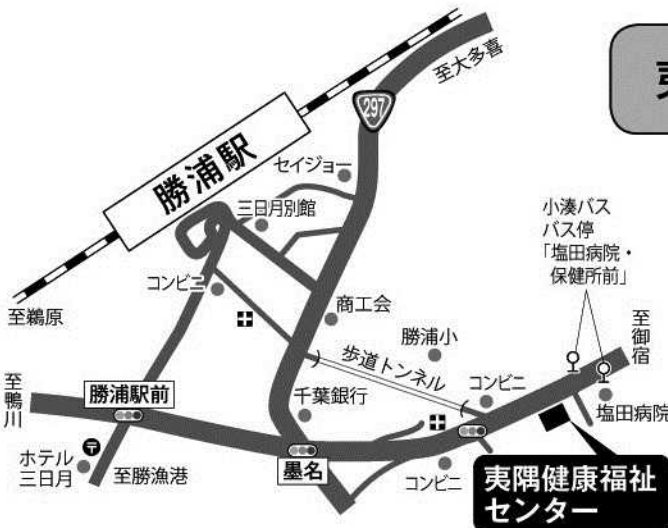 至大多喜
297
勝浦駅
セイジョー
三日月別館
小湊バス
バス停
「塩田病院・
保健所前」
コンビニ
至鵜原
商工会
勝浦小
至御宿
歩道トンネル
至鴨川
勝浦駅前
千葉銀行
コンビニ
塩田病院
ホテル
三日月
至勝漁港
墨名
コンビニ
夷隅健康福祉
センター